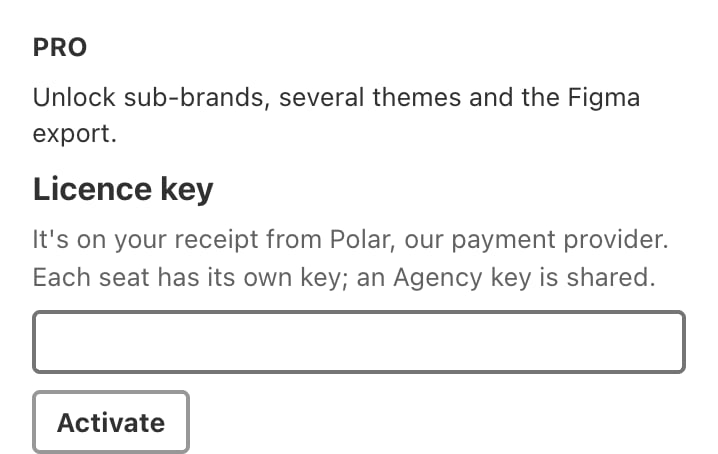 PRO
Unlock sub-brands, several themes and the Figma
export.
Licence key
It's on your receipt from Polar, our payment provider.
Each seat has its own key; an Agency key is shared.
Activate